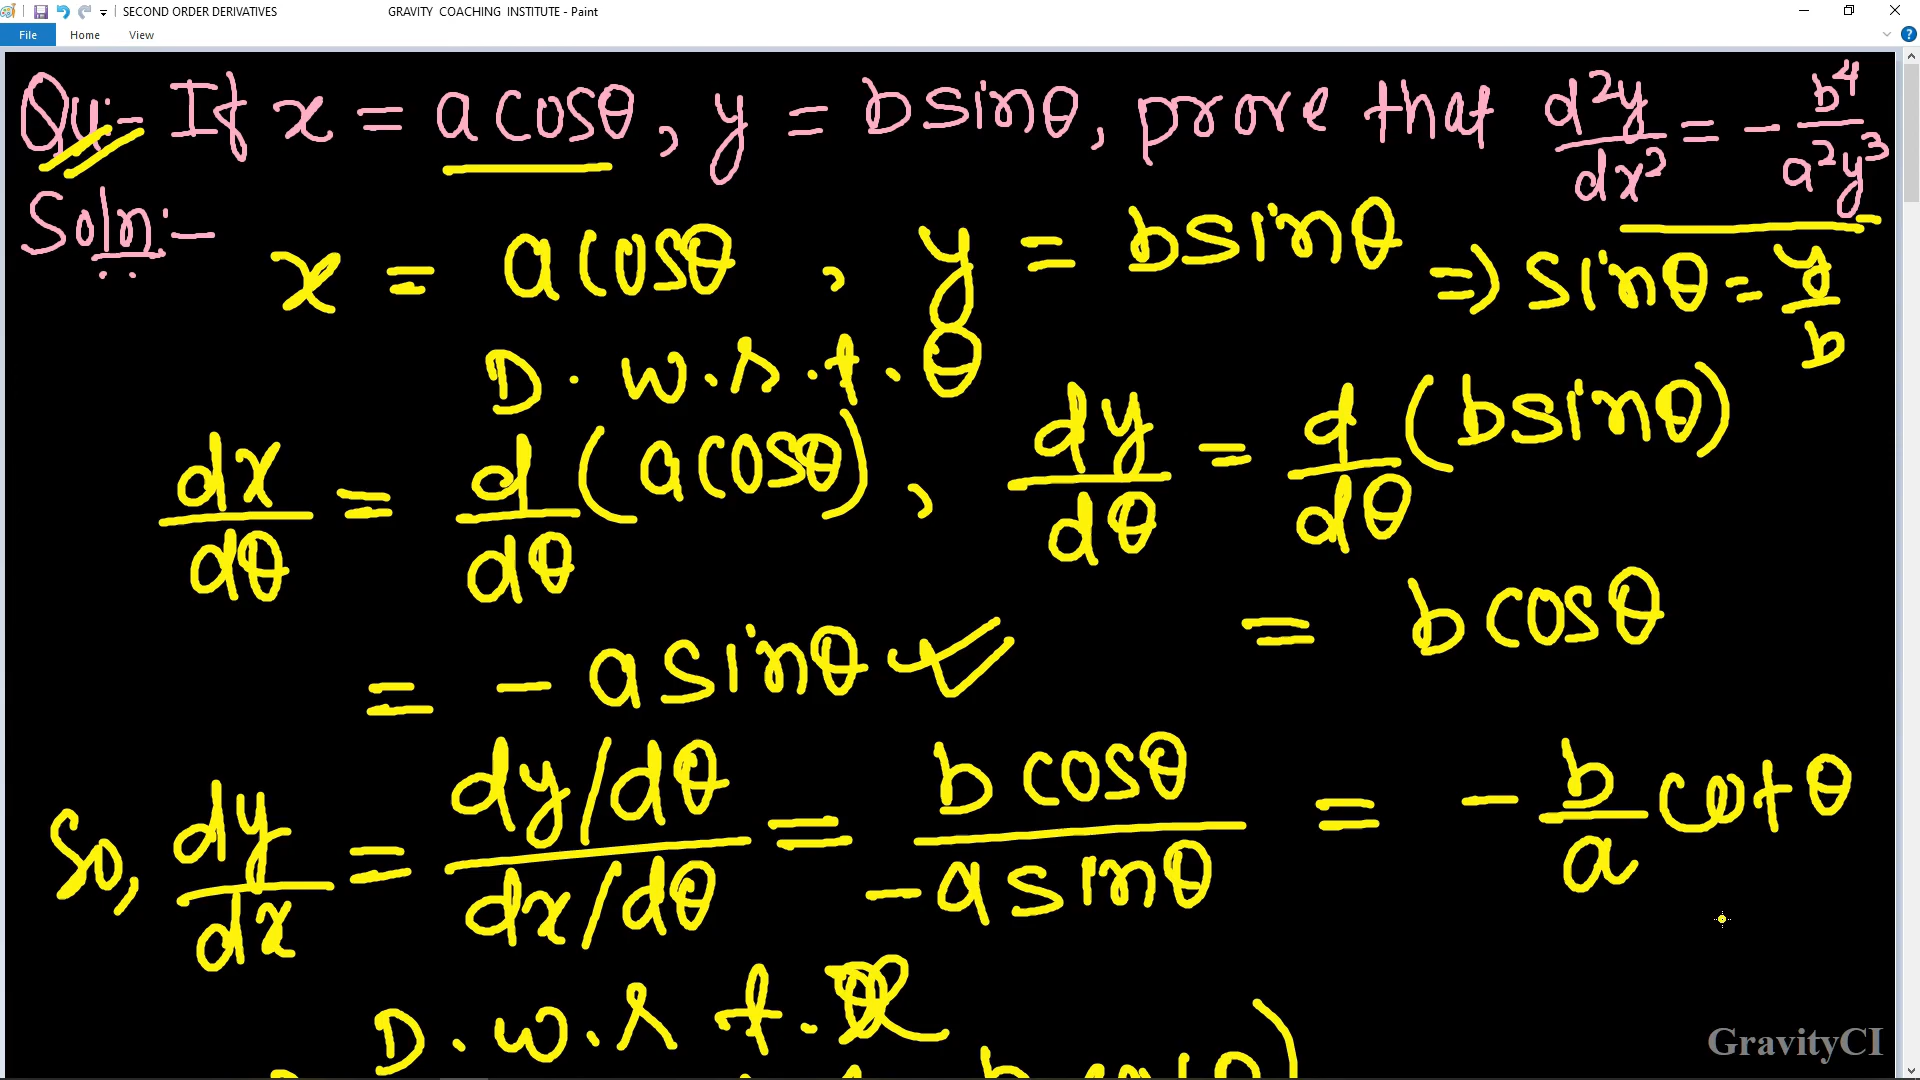 SECOND ORDER DERIVATIVES GRAVITY COACHING INSTITUTE - Paint
File Home View
Qu:- If x = a cosθ, y = b sinθ, prove that d²y/dx² = - b⁴/a²y³
Soln:-
x = a cosθ , y = b sinθ => sinθ = y/b
D. w.r.t. θ
dx/dθ = d/dθ (a cosθ) , dy/dθ = d/dθ (b sinθ)
= b cosθ
= - a sinθ
So, dy/dx = (dy/dθ)/(dx/dθ) = b cosθ/- a sinθ = - b/a cot θ
D. w.r.t. x
GravityCI